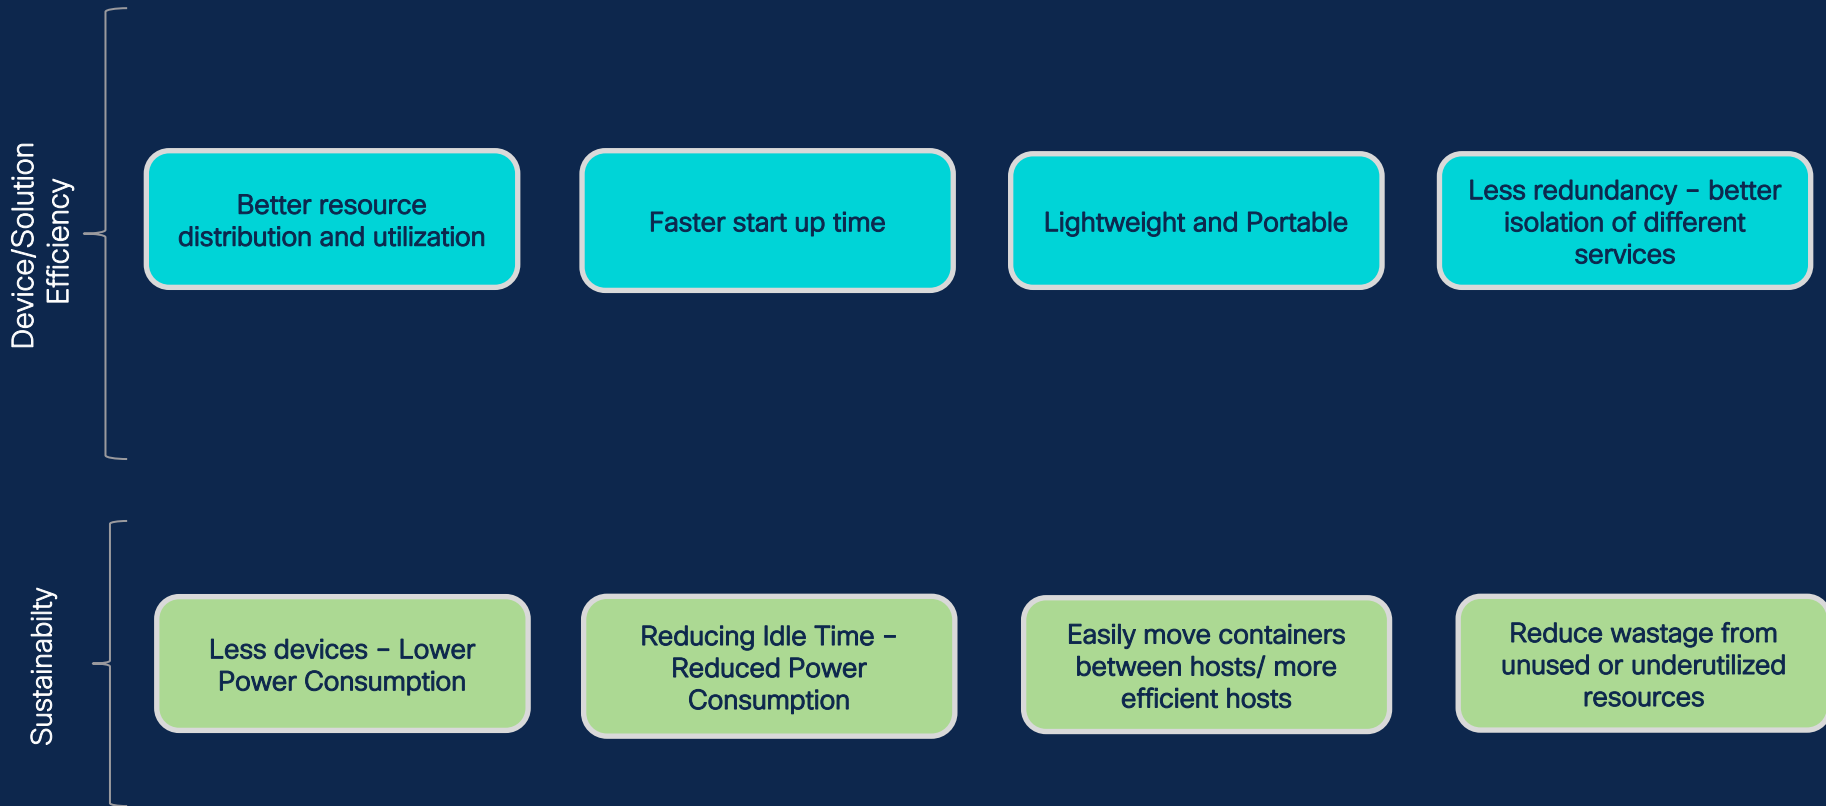 Device/Solution
Efficiency
Better resource
distribution and utilization
Faster start up time
Lightweight and Portable
Less redundancy – better
isolation of different
services
Sustainabilty
Less devices – Lower
Power Consumption
Reducing Idle Time –
Reduced Power
Consumption
Easily move containers
between hosts/ more
efficient hosts
Reduce wastage from
unused or underutilized
resources